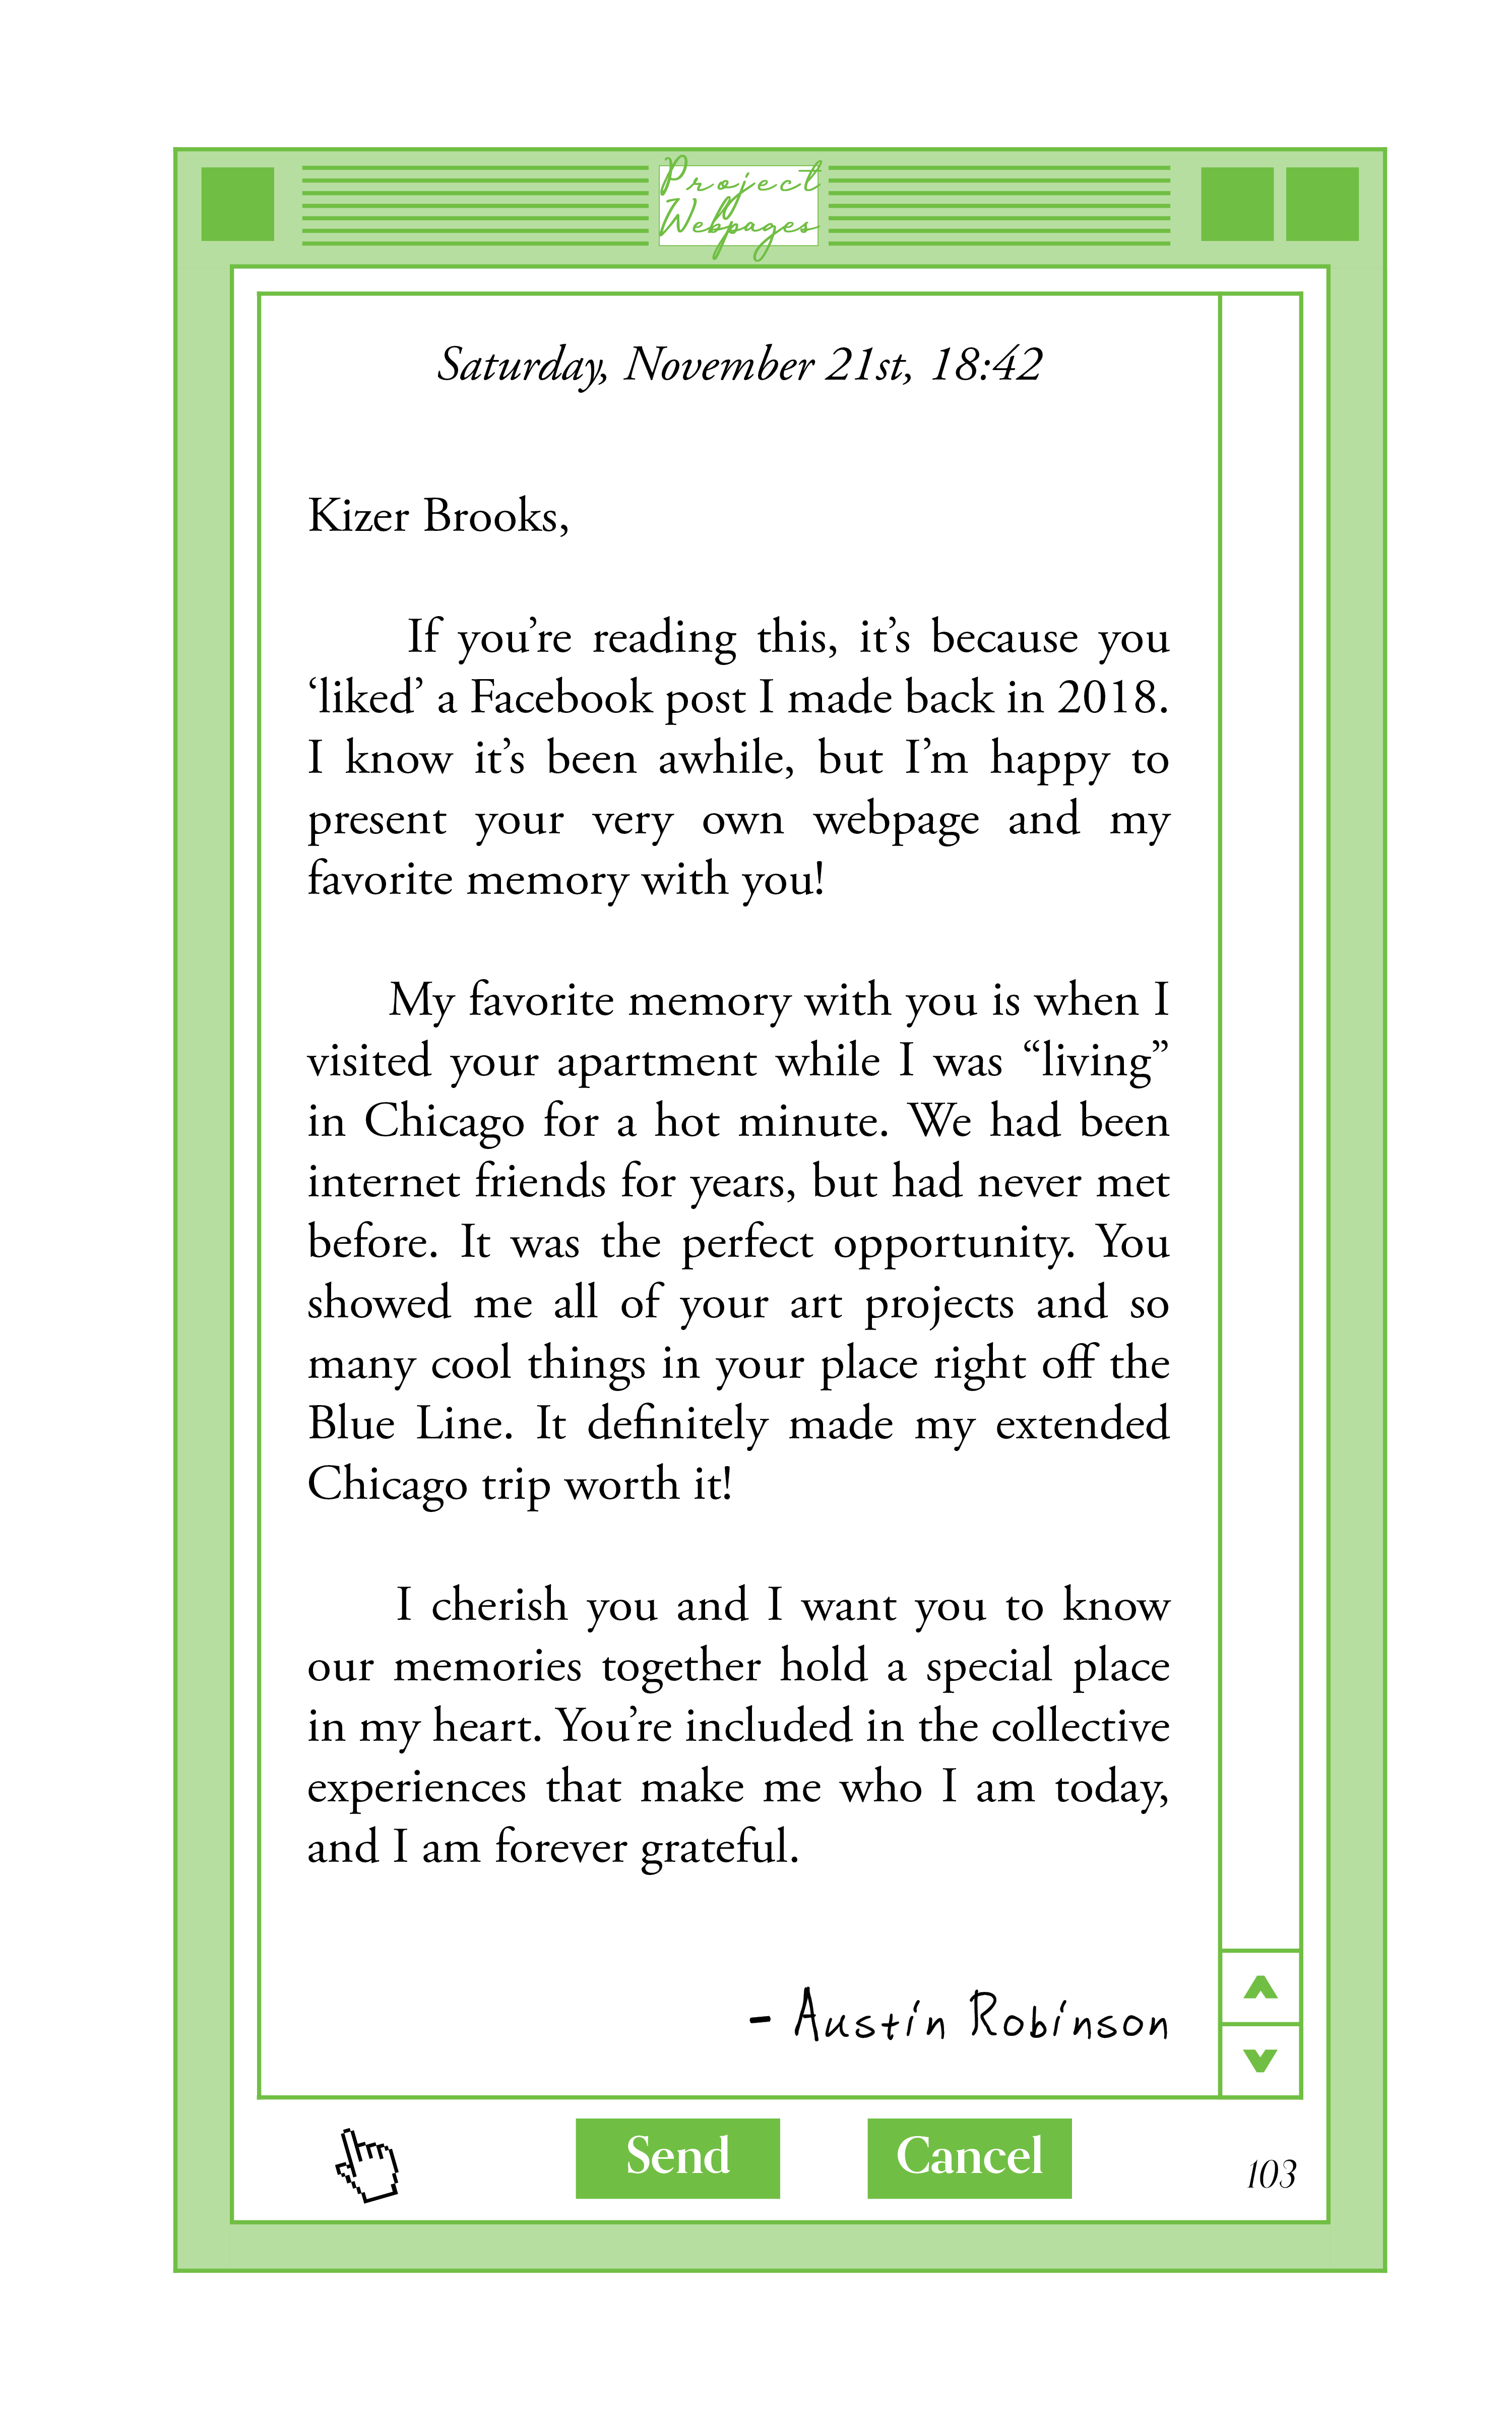 Project
Webpages
Saturday, November 21st, 18:42
Kizer Brooks,
If you’re reading this, it’s because you
‘liked’ a Facebook post I made back in 2018.
I know it’s been awhile, but I’m happy to
present your very own webpage and my
favorite memory with you!
My favorite memory with you is when I
visited your apartment while I was “living”
in Chicago for a hot minute. We had been
internet friends for years, but had never met
before. It was the perfect opportunity. You
showed me all of your art projects and so
many cool things in your place right off the
Blue Line. It definitely made my extended
Chicago trip worth it!
I cherish you and I want you to know
our memories together hold a special place
in my heart. You’re included in the collective
experiences that make me who I am today,
and I am forever grateful.
- Austin Robinson
Send Cancel
103